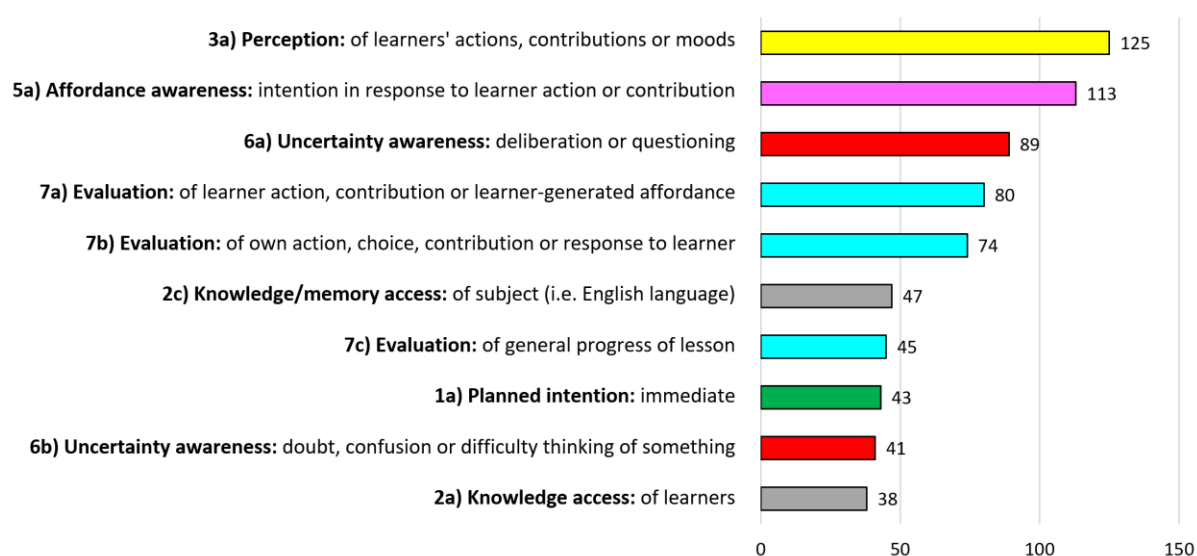 3a) Perception: of learners' actions, contributions or moods 125
5a) Affordance awareness: intention in response to learner action or contribution 113
6a) Uncertainty awareness: deliberation or questioning 89
7a) Evaluation: of learner action, contribution or learner-generated affordance 80
7b) Evaluation: of own action, choice, contribution or response to learner 74
2c) Knowledge/memory access: of subject (i.e. English language) 47
7c) Evaluation: of general progress of lesson 45
1a) Planned intention: immediate 43
6b) Uncertainty awareness: doubt, confusion or difficulty thinking of something 41
2a) Knowledge access: of learners 38
0 50 100 150